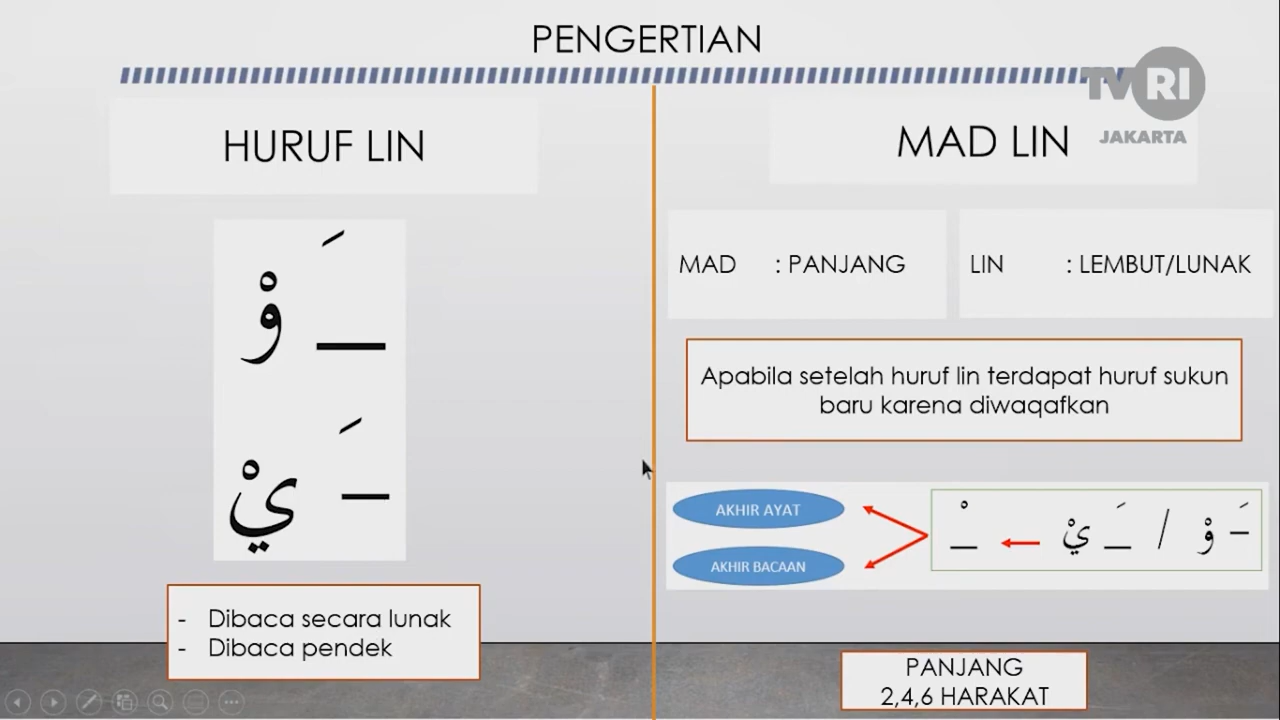 PENGERTIAN
TVRI
JAKARTA
HURUF LIN
ـَ وْ
ـَ يْ
- Dibaca secara lunak
- Dibaca pendek
MAD LIN
MAD : PANJANG
LIN : LEMBUT/LUNAK
Apabila setelah huruf lin terdapat huruf sukun
baru karena diwaqafkan
AKHIR AYAT
AKHIR BACAAN
ـَ وْ / ـَ يْ ـْ
PANJANG
2,4,6 HARAKAT